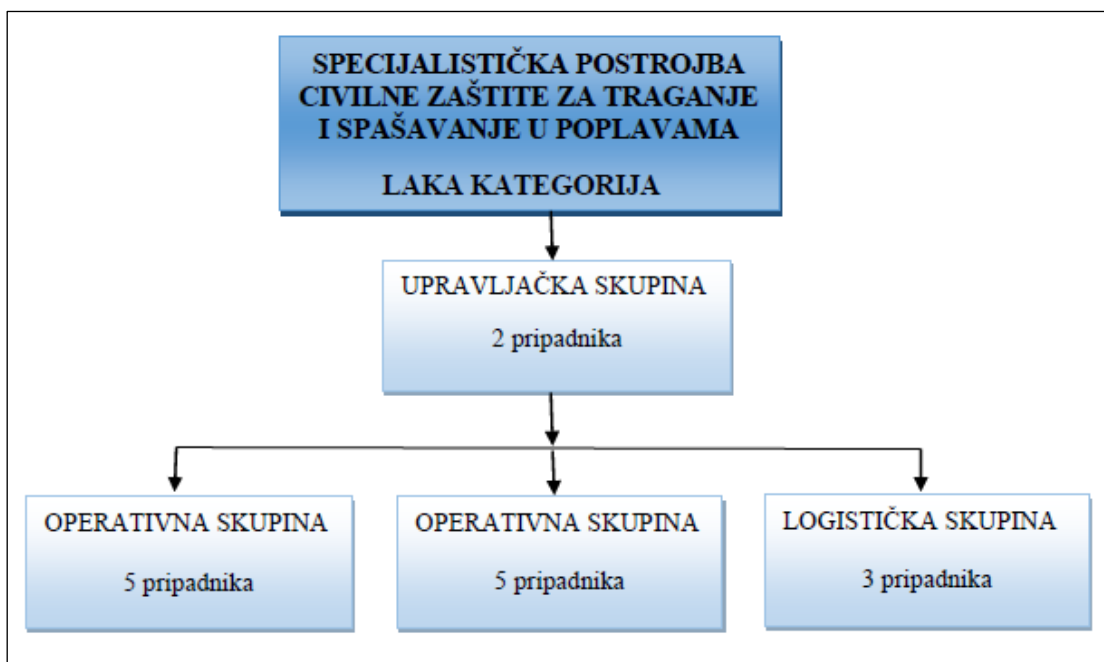 SPECIJALISTIČKA POSTROJBA
CIVILNE ZAŠTITE ZA TRAGANJE
I SPAŠAVANJE U POPLAVAMA
LAKA KATEGORIJA
UPRAVLJAČKA SKUPINA
2 pripadnika
OPERATIVNA SKUPINA
5 pripadnika
OPERATIVNA SKUPINA
5 pripadnika
LOGISTIČKA SKUPINA
3 pripadnika